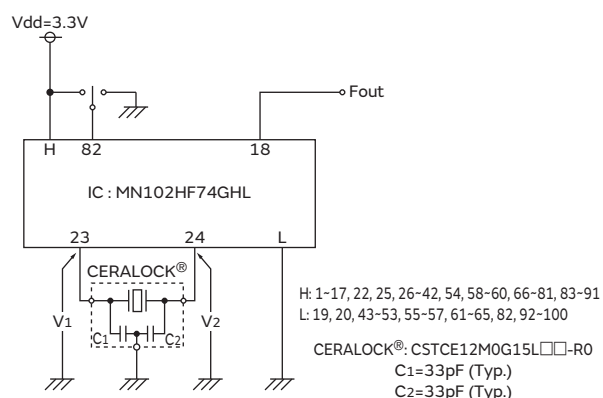 Vdd=3.3V
Fout
H 82 18
IC : MN102HF74GHL
23 24 L
CERALOCK®
V1 C1 C2 V2
H: 1~17, 22, 25, 26~42, 54, 58~60, 66~81, 83~91
L: 19, 20, 43~53, 55~57, 61~65, 82, 92~100
CERALOCK®: CSTCE12M0G15L□□-R0
C1=33pF (Typ.)
C2=33pF (Typ.)